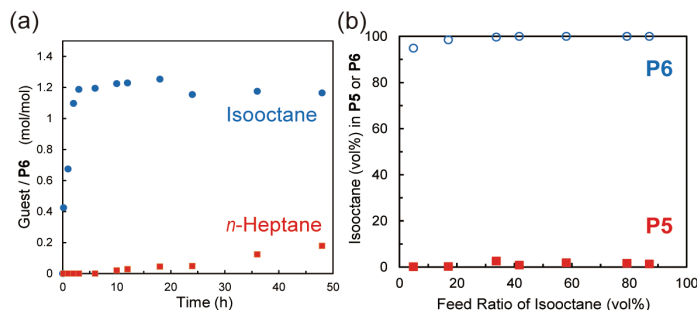 (a)
1.4
1.2
1
0.8
0.6
0.4
0.2
0
0
10
20
30
40
50
Guest / P6 (mol/mol)
Time (h)
Isooctane
n-Heptane
(b)
100
80
60
40
20
0
0
20
40
60
80
100
Isooctane (vol%) in P5 or P6
Feed Ratio of Isooctane (vol%)
P6
P5